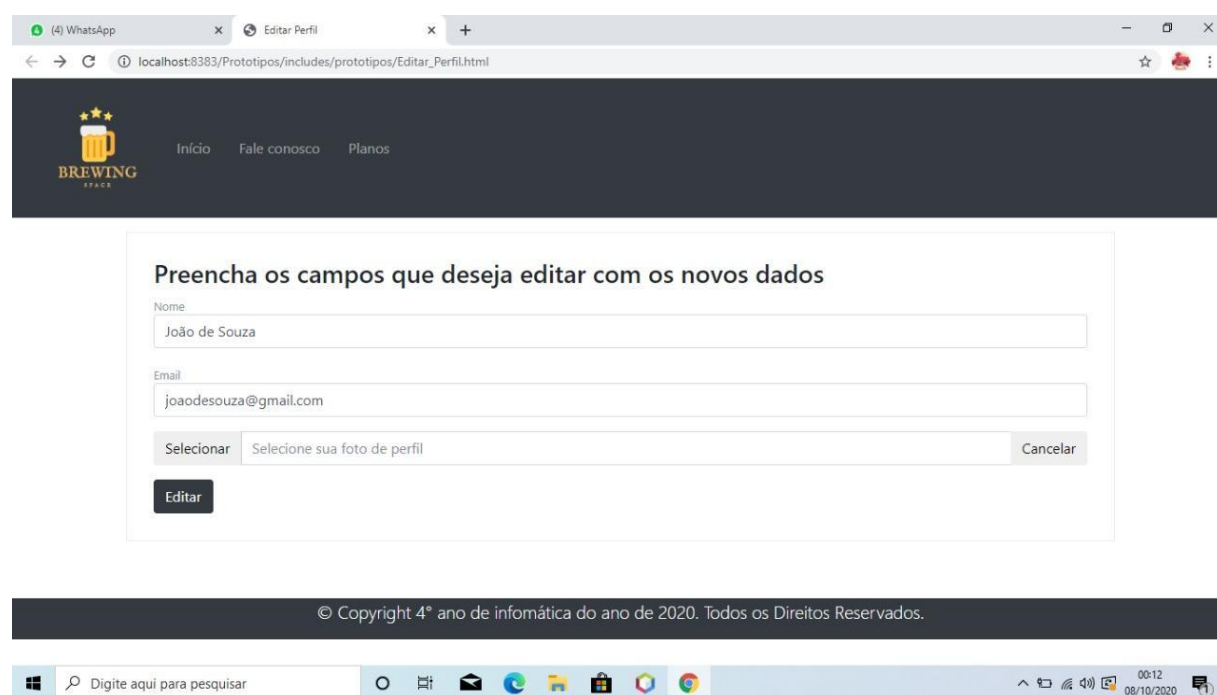 (4) WhatsApp
Editar Perfil
localhost:8383/Prototipos/includes/prototipos/Editar_Perfil.html
BREWING
SPACE
Início Fale conosco Planos
Preencha os campos que deseja editar com os novos dados
Nome
João de Souza
Email
joaodesouza@gmail.com
Selecionar Selecione sua foto de perfil Cancelar
Editar
© Copyright 4° ano de infomática do ano de 2020. Todos os Direitos Reservados.
Digite aqui para pesquisar
00:12
08/10/2020